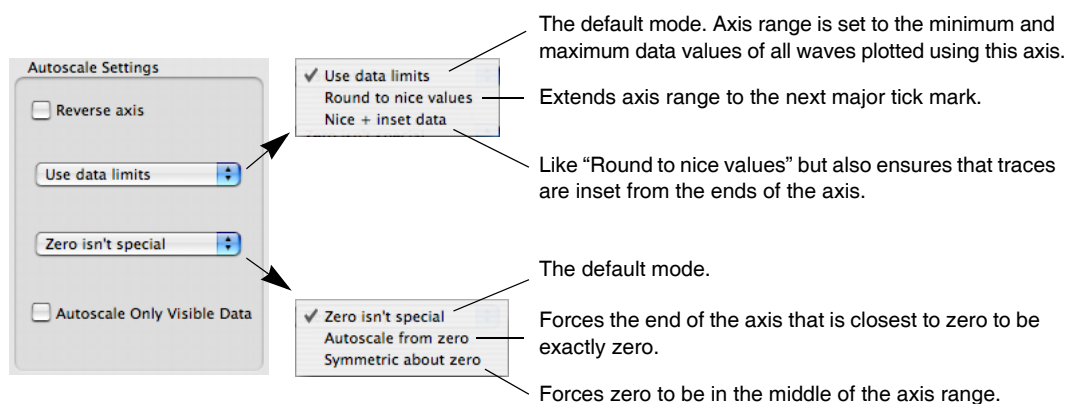 Autoscale Settings
Reverse axis
Use data limits
Zero isn't special
Autoscale Only Visible Data
✓ Use data limits
Round to nice values
Nice + inset data
The default mode. Axis range is set to the minimum and
maximum data values of all waves plotted using this axis.
Extends axis range to the next major tick mark.
Like “Round to nice values” but also ensures that traces
are inset from the ends of the axis.
✓ Zero isn't special
Autoscale from zero
Symmetric about zero
The default mode.
Forces the end of the axis that is closest to zero to be
exactly zero.
Forces zero to be in the middle of the axis range.